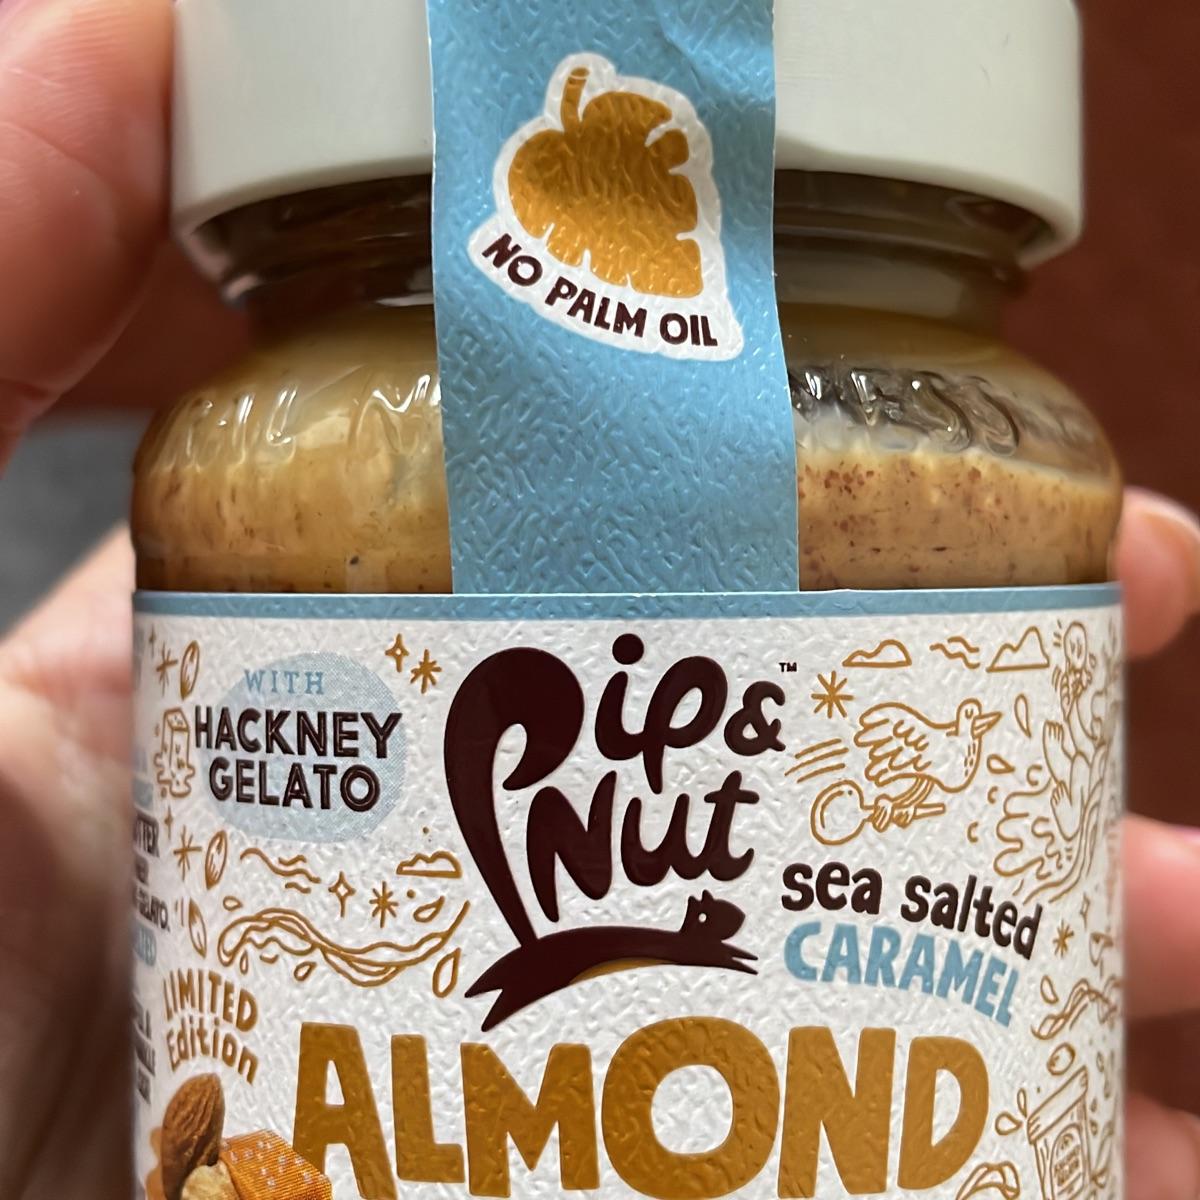 NO PALM OIL
WITH
HACKNEY
GELATO
Pip &™
Nut
sea salted
CARAMEL
LIMITED
Edition
ALMOND